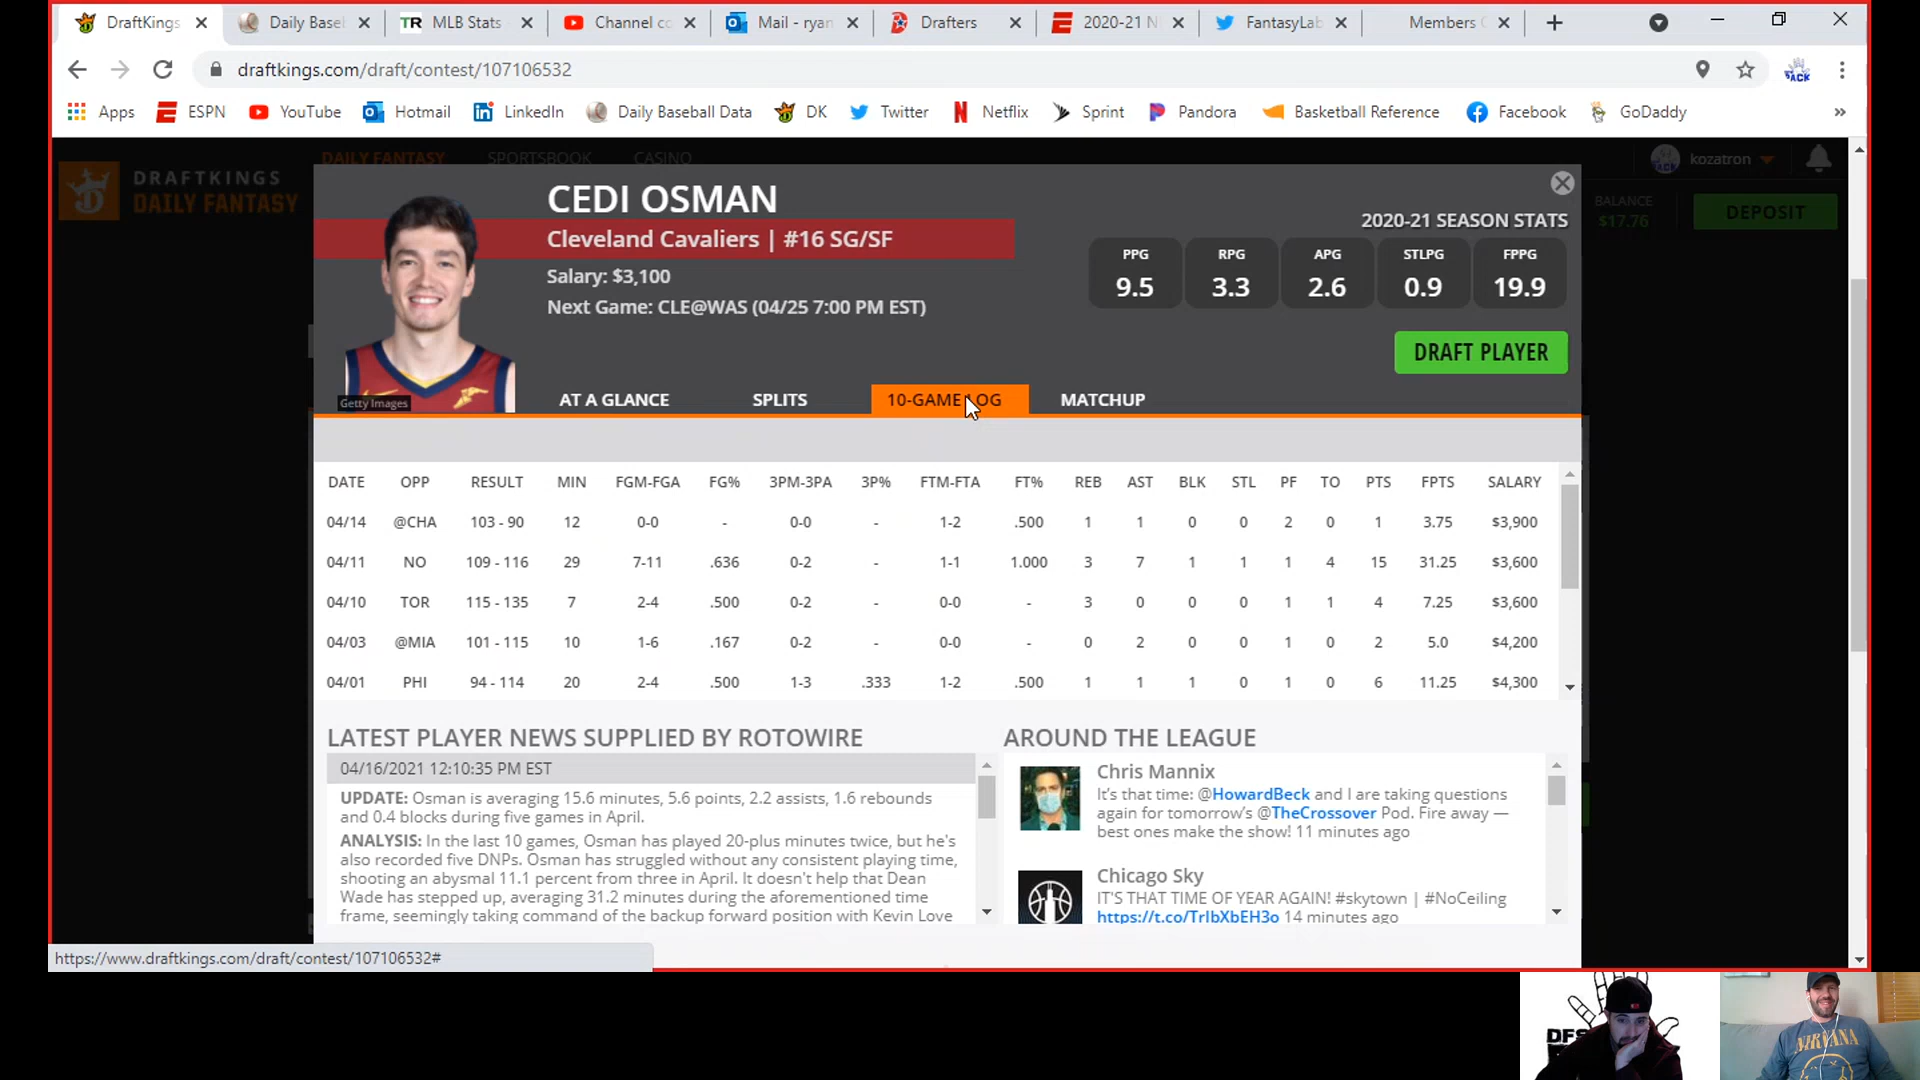 DraftKings
Daily Base
TR MLB Stats
Channel co
Mail - ryan
Drafters
2020-21 N
FantasyLab
Members
draftkings.com/draft/contest/107106532
Apps
ESPN
YouTube
Hotmail
LinkedIn
Daily Baseball Data
DK
Twitter
Netflix
Sprint
Pandora
Basketball Reference
Facebook
GoDaddy
»
DRAFTKINGS
DAILY FANTASY
DAILY FANTASY SPORTSBOOK CASINO
kozatron
BALANCE
$17.76
DEPOSIT
CEDI OSMAN
Cleveland Cavaliers | #16 SG/SF
Salary: $3,100
Next Game: CLE@WAS (04/25 7:00 PM EST)
Getty Images
2020-21 SEASON STATS
PPG RPG APG STLPG FPPG
9.5 3.3 2.6 0.9 19.9
DRAFT PLAYER
AT A GLANCE SPLITS 10-GAME LOG MATCHUP
DATE OPP RESULT MIN FGM-FGA FG% 3PM-3PA 3P% FTM-FTA FT% REB AST BLK STL PF TO PTS FPTS SALARY
04/14 @CHA 103 - 90 12 0-0 - 0-0 - 1-2 .500 1 1 0 0 2 0 1 3.75 $3,900
04/11 NO 109 - 116 29 7-11 .636 0-2 - 1-1 1.000 3 7 1 1 1 4 15 31.25 $3,600
04/10 TOR 115 - 135 7 2-4 .500 0-2 - 0-0 - 3 0 0 0 1 1 4 7.25 $3,600
04/03 @MIA 101 - 115 10 1-6 .167 0-2 - 0-0 - 0 2 0 0 1 0 2 5.0 $4,200
04/01 PHI 94 - 114 20 2-4 .500 1-3 .333 1-2 .500 1 1 1 0 1 0 6 11.25 $4,300
LATEST PLAYER NEWS SUPPLIED BY ROTOWIRE
04/16/2021 12:10:35 PM EST
UPDATE: Osman is averaging 15.6 minutes, 5.6 points, 2.2 assists, 1.6 rebounds
and 0.4 blocks during five games in April.
ANALYSIS: In the last 10 games, Osman has played 20-plus minutes twice, but he's
also recorded five DNPs. Osman has struggled without any consistent playing time,
shooting an abysmal 11.1 percent from three in April. It doesn't help that Dean
Wade has stepped up, averaging 31.2 minutes during the aforementioned time
frame, seemingly taking command of the backup forward position with Kevin Love
AROUND THE LEAGUE
Chris Mannix
It's that time: @HowardBeck and I are taking questions
again for tomorrow's @TheCrossover Pod. Fire away —
best ones make the show! 11 minutes ago
Chicago Sky
IT'S THAT TIME OF YEAR AGAIN! #skytown | #NoCeiling
https://t.co/TrIbXbEH3o 14 minutes ago
https://www.draftkings.com/draft/contest/107106532#
DFS
NIRVANA